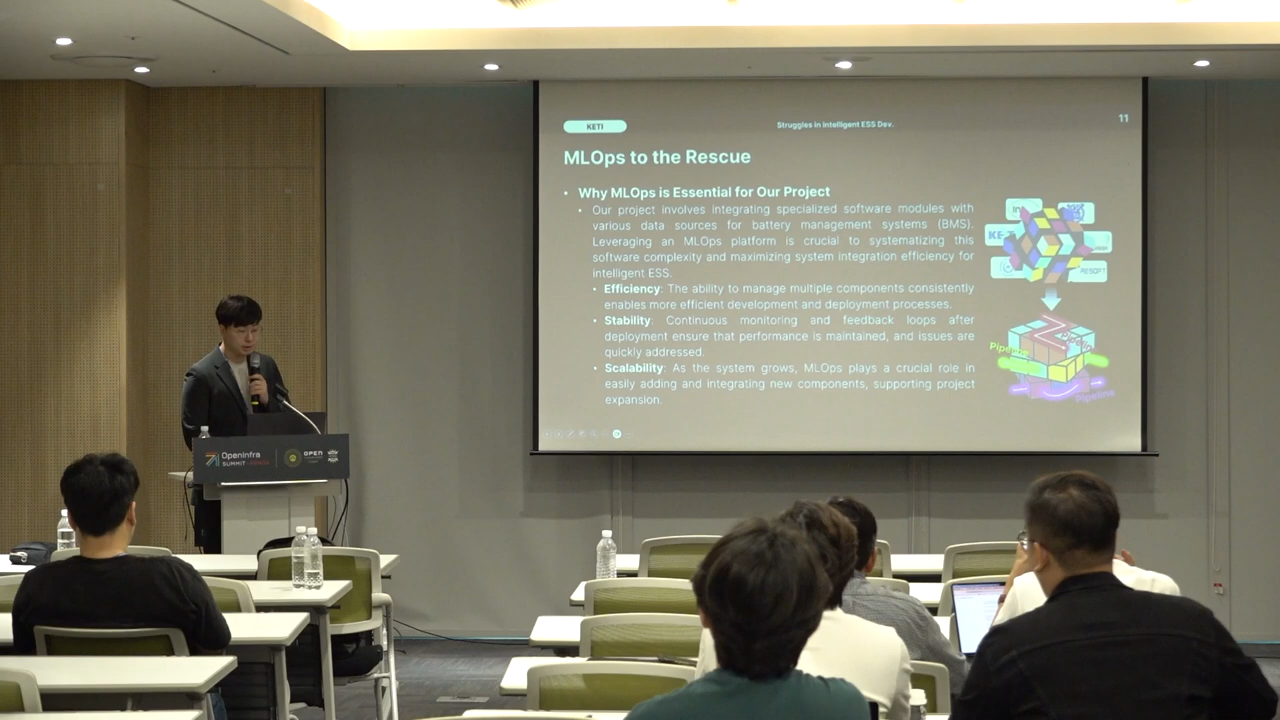 KETI
Struggles in intelligent ESS Dev.
11
MLOps to the Rescue
• Why MLOps is Essential for Our Project
• Our project involves integrating specialized software modules with
various data sources for battery management systems (BMS).
Leveraging an MLOps platform is crucial to systematizing this
software complexity and maximizing system integration efficiency for
intelligent ESS.
• Efficiency: The ability to manage multiple components consistently
enables more efficient development and deployment processes.
• Stability: Continuous monitoring and feedback loops after
deployment ensure that performance is maintained, and issues are
quickly addressed.
• Scalability: As the system grows, MLOps plays a crucial role in
easily adding and integrating new components, supporting project
expansion.
Pipeline
OpenInfra
SUMMIT
OPEN